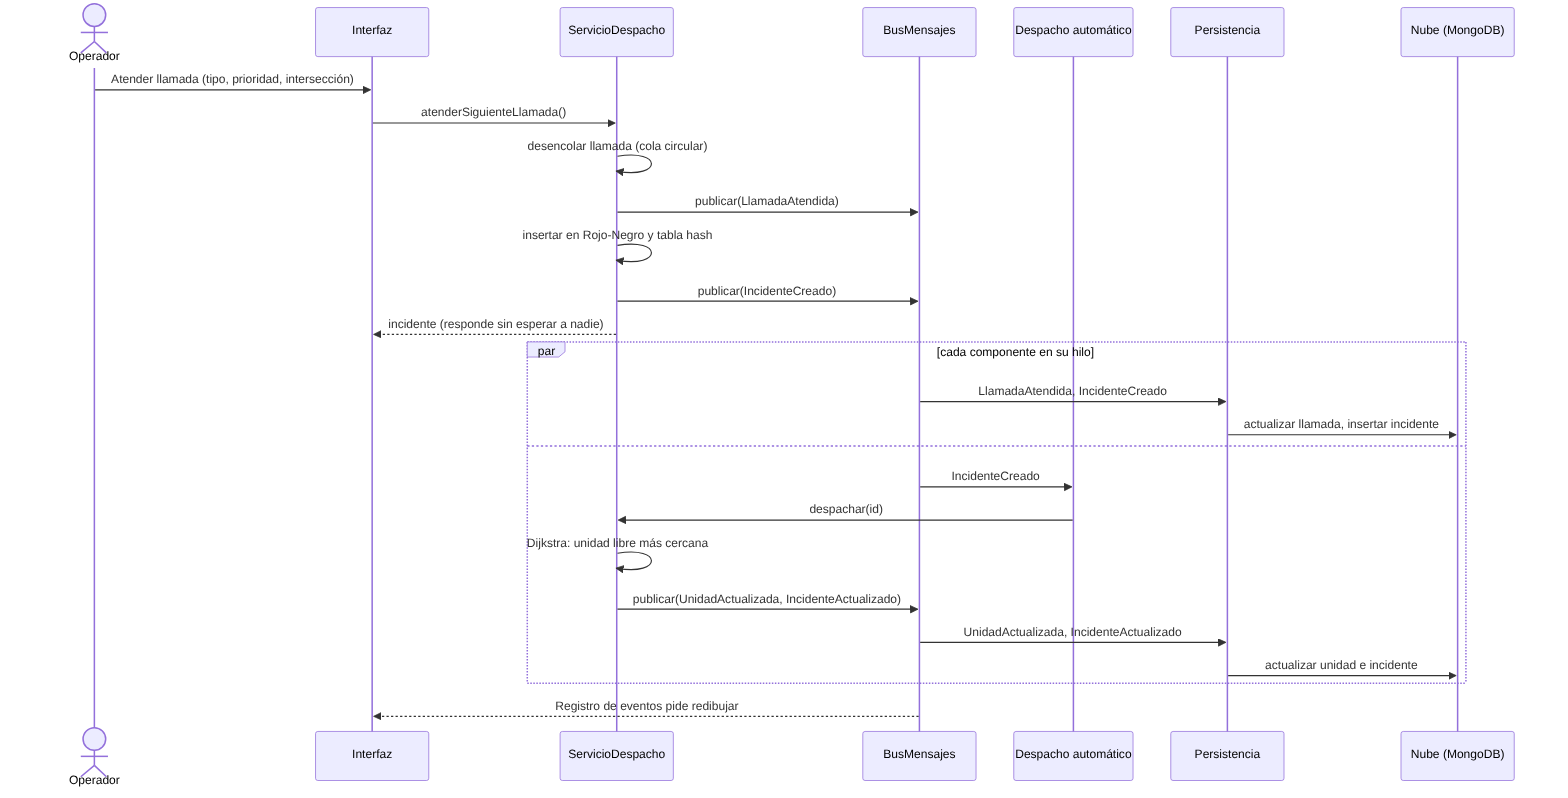 Operador
Interfaz
ServicioDespacho
BusMensajes
Despacho automático
Persistencia
Nube (MongoDB)
Atender llamada (tipo, prioridad, intersección)
atenderSiguienteLlamada()
desencolar llamada (cola circular)
publicar(LlamadaAtendida)
insertar en Rojo-Negro y tabla hash
publicar(IncidenteCreado)
incidente (responde sin esperar a nadie)
par
[cada componente en su hilo]
LlamadaAtendida, IncidenteCreado
actualizar llamada, insertar incidente
IncidenteCreado
despachar(id)
Dijkstra: unidad libre más cercana
publicar(UnidadActualizada, IncidenteActualizado)
UnidadActualizada, IncidenteActualizado
actualizar unidad e incidente
Registro de eventos pide redibujar
Operador
Interfaz
ServicioDespacho
BusMensajes
Despacho automático
Persistencia
Nube (MongoDB)